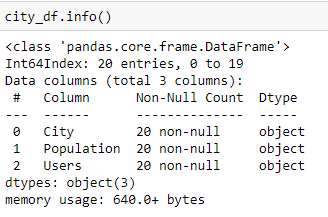 city_df.info()
<class 'pandas.core.frame.DataFrame'>
Int64Index: 20 entries, 0 to 19
Data columns (total 3 columns):
 #   Column      Non-Null Count  Dtype
---  ------      --------------  -----
 0   City        20 non-null     object
 1   Population  20 non-null     object
 2   Users       20 non-null     object
dtypes: object(3)
memory usage: 640.0+ bytes